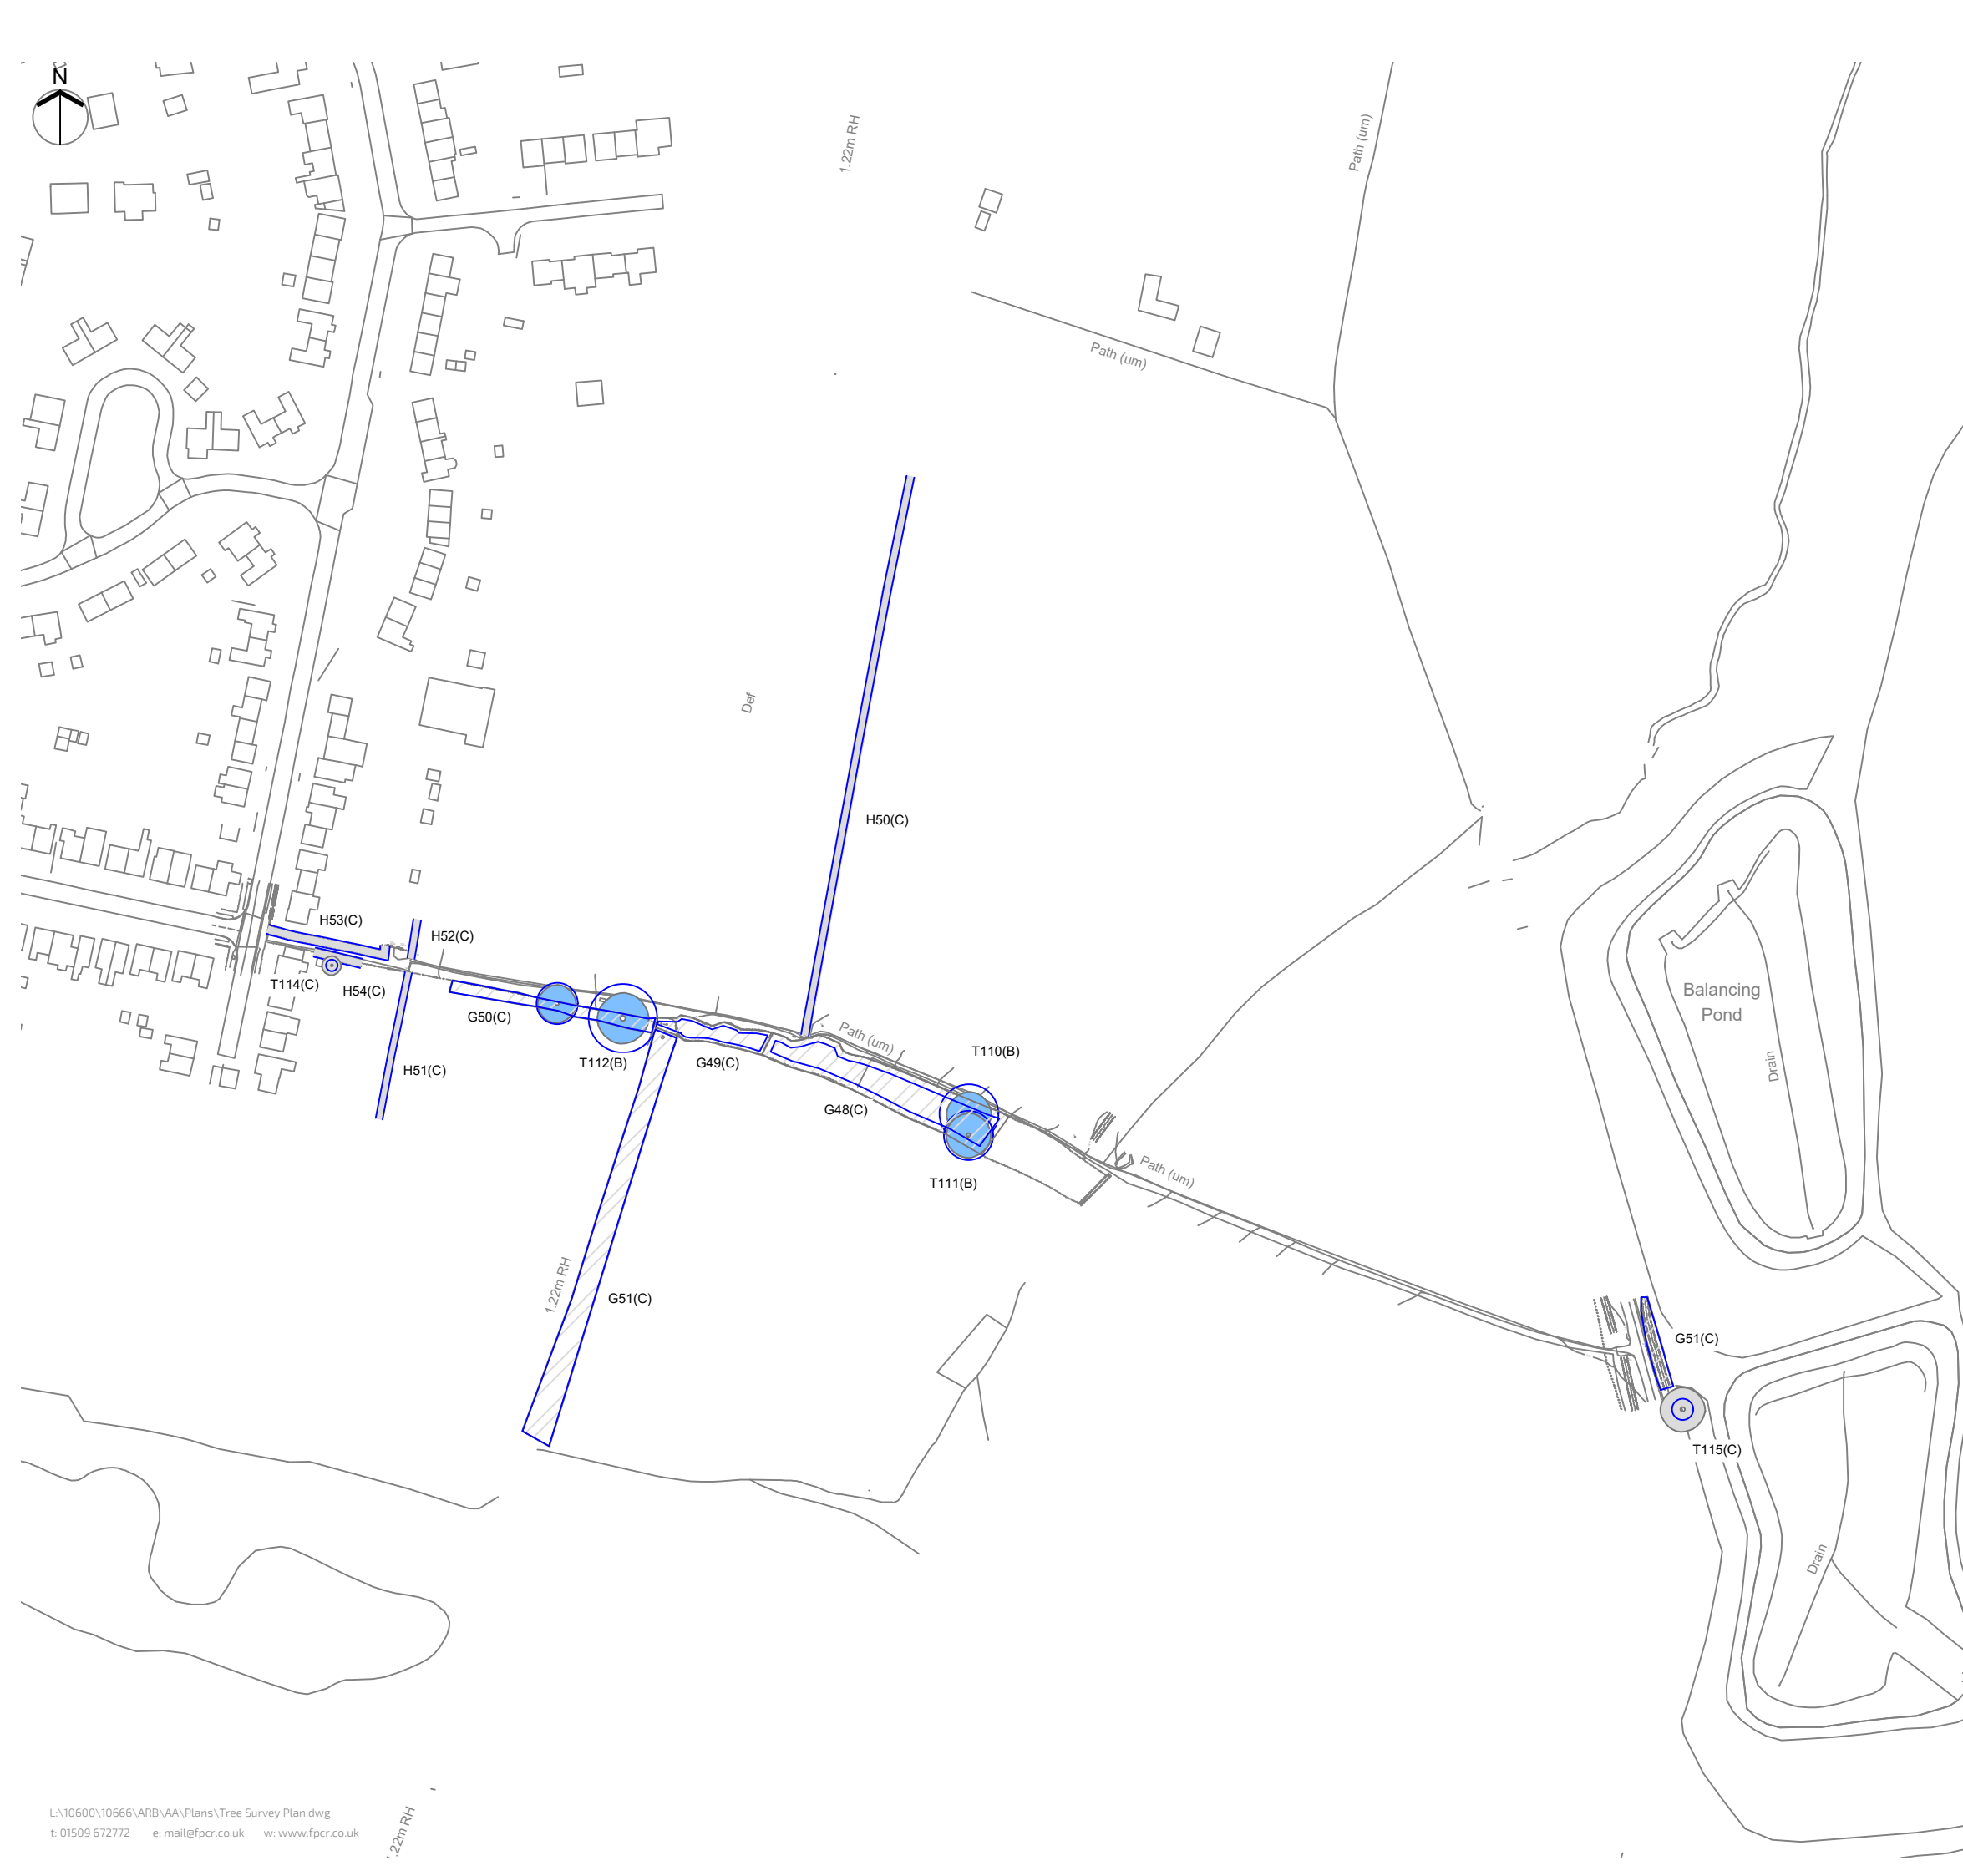 N
1.22m RH
Path (um)
Path (um)
Def
H50(C)
H53(C)
H52(C)
T114(C)
H54(C)
G50(C)
H51(C)
T112(B)
G49(C)
Path (um)
T110(B)
G48(C)
T111(B)
Path (um)
Balancing
Pond
Drain
1.22m RH
G51(C)
G51(C)
T115(C)
Drain
L:\10600\10666\ARB\AA\Plans\Tree Survey Plan.dwg
t: 01509 672772 e: mail@fpcr.co.uk w: www.fpcr.co.uk
.22m RH